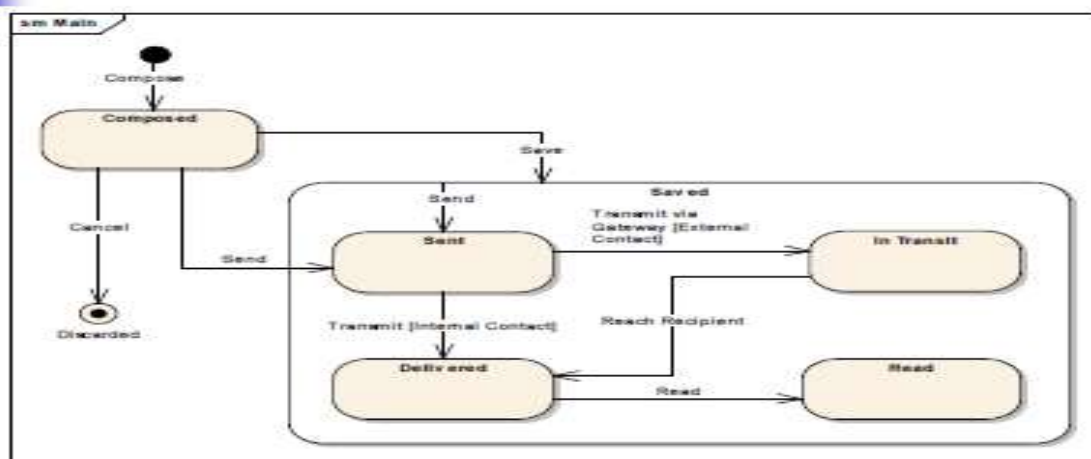 sm Main
Compose
Composed
Save
Saved
Send
Transmit via
Gateway [External
Contact]
Cancel
Sent
In Transit
Send
Discarded
Transmit [Internal Contact]
Reach Recipient
Delivered
Read
Read